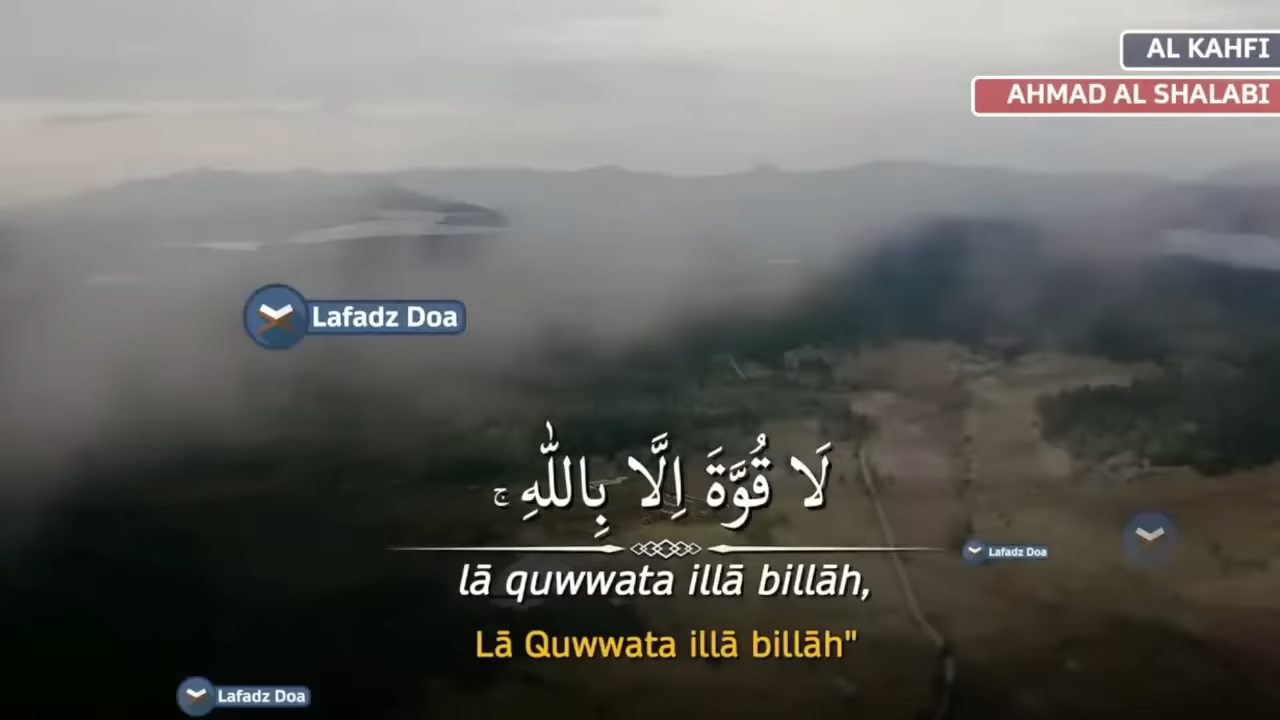 AL KAHFI
AHMAD AL SHALABI
Lafadz Doa
لَا قُوَّةَ اِلَّا بِاللّٰهِ ۚ
lā quwwata illā billāh,
Lā Quwwata illā billāh"
Lafadz Doa
Lafadz Doa